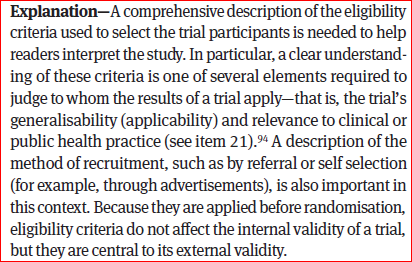 Explanation—A comprehensive description of the eligibility
criteria used to select the trial participants is needed to help
readers interpret the study. In particular, a clear understand-
ing of these criteria is one of several elements required to
judge to whom the results of a trial apply—that is, the trial’s
generalisability (applicability) and relevance to clinical or
public health practice (see item 21).⁹⁴ A description of the
method of recruitment, such as by referral or self selection
(for example, through advertisements), is also important in
this context. Because they are applied before randomisation,
eligibility criteria do not affect the internal validity of a trial,
but they are central to its external validity.